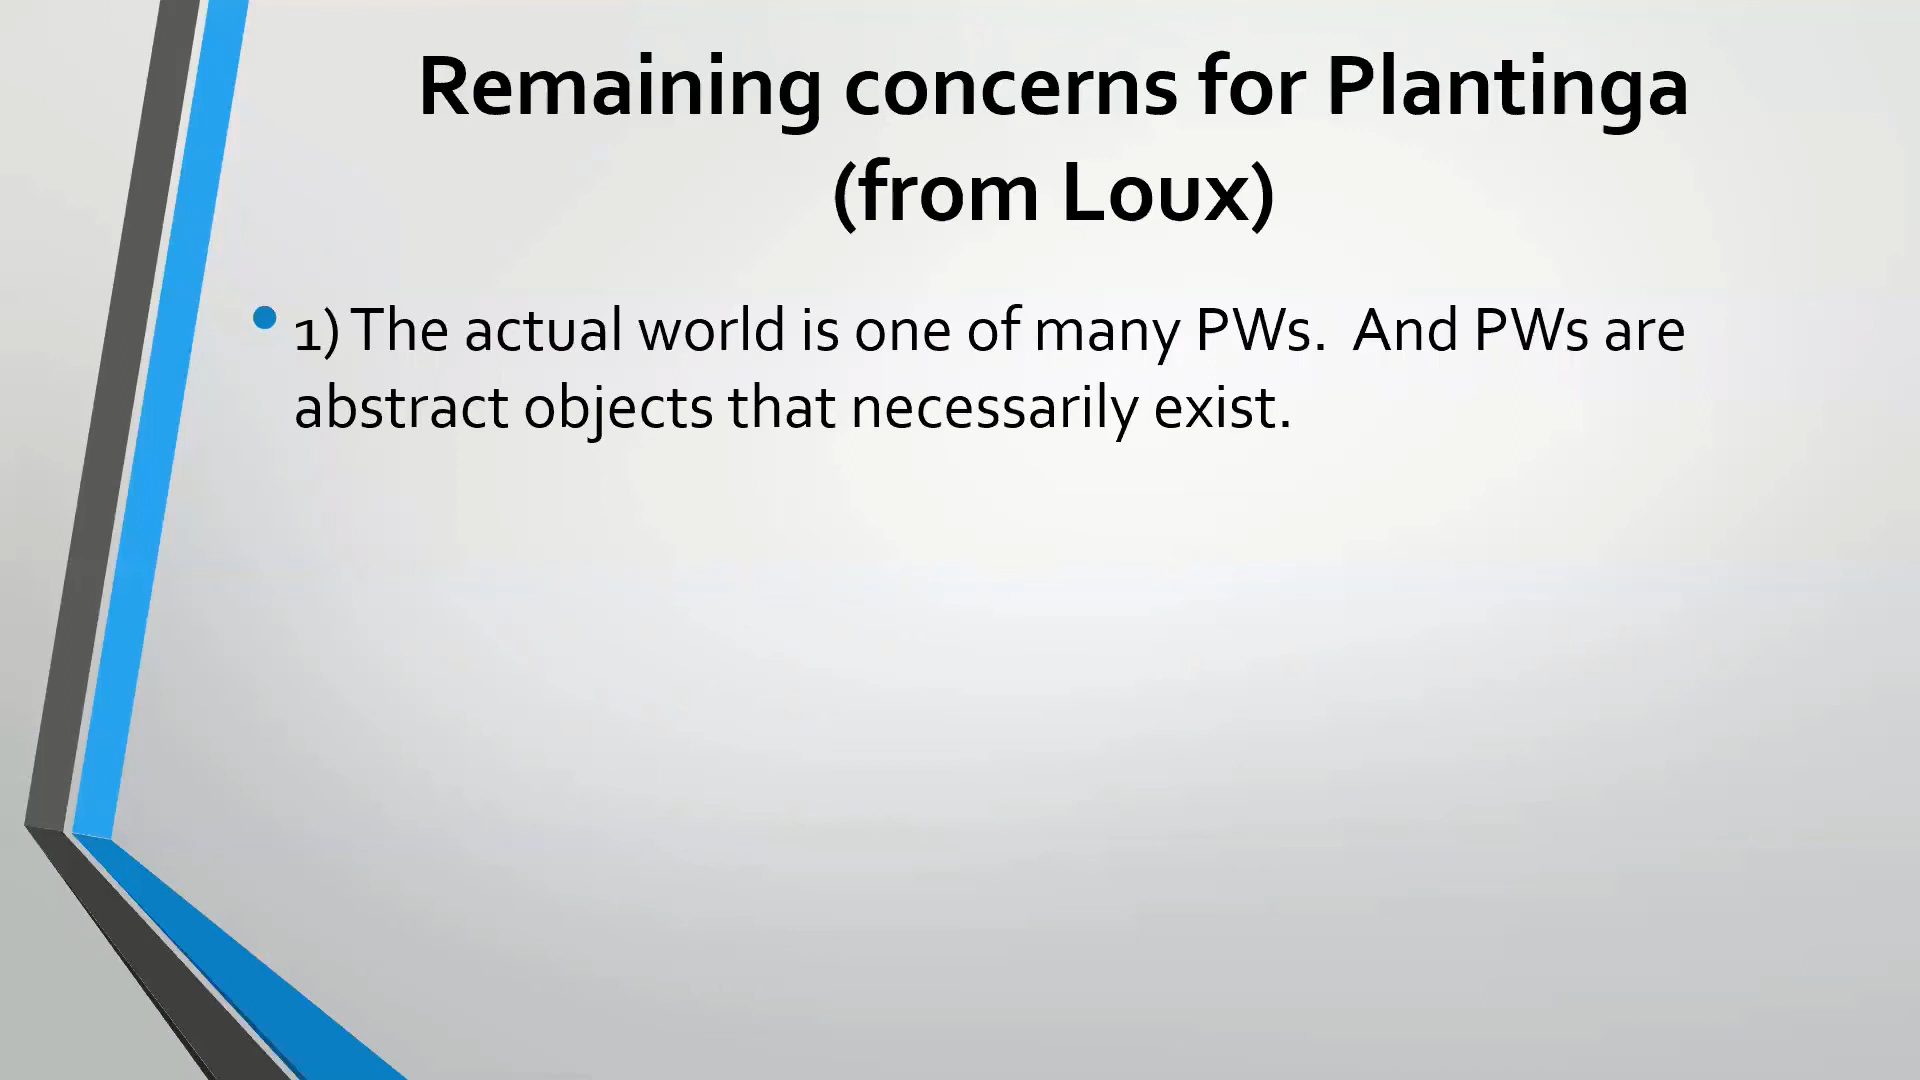 Remaining concerns for Plantinga
(from Loux)
• 1) The actual world is one of many PWs.  And PWs are
abstract objects that necessarily exist.